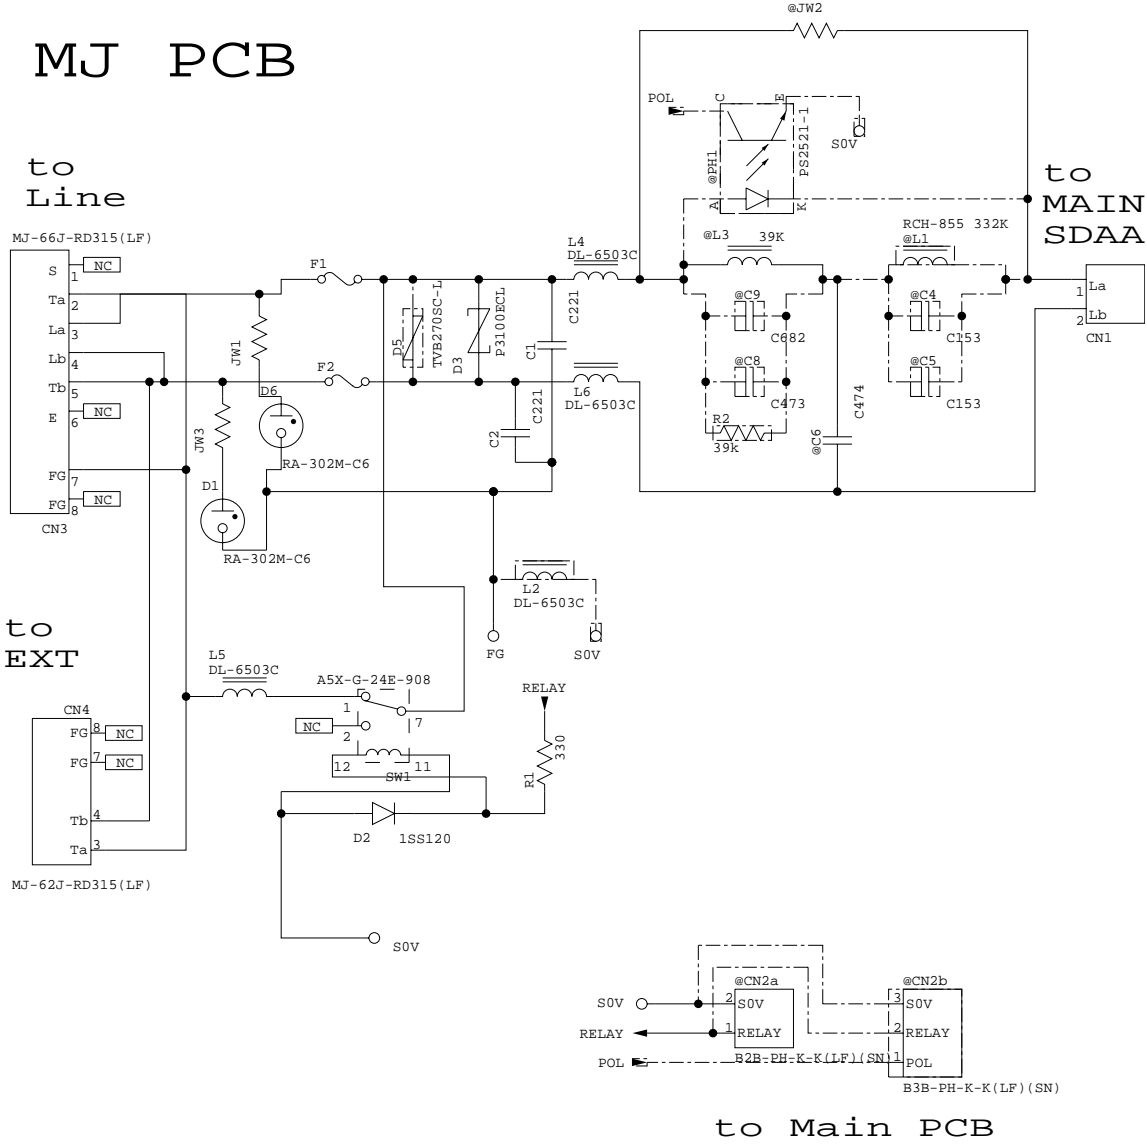 @JW2
MJ PCB
POL
C
E
PS2521-1
@PH1
A
K
S0V
to
Line
to
MAIN
SDAA
MJ-66J-RD315(LF)
S
1
NC
Ta
2
La
3
Lb
4
Tb
5
E
6
NC
FG
7
FG
8
NC
CN3
F1
F2
JW1
JW3
D6
RA-302M-C6
D1
RA-302M-C6
D5
TVB270SC-L
D3
P3100ECL
C1
C221
C2
C221
L4
DL-6503C
L6
DL-6503C
@L3
39K
@C9
C682
@C8
C473
R2
39k
@C6
C474
RCH-855 332K
@L1
@C4
C153
@C5
C153
La
1
Lb
2
CN1
L2
DL-6503C
FG
S0V
to
EXT
L5
DL-6503C
A5X-G-24E-908
1
7
NC
2
12
11
SW1
RELAY
R1
330
D2
1SS120
S0V
CN4
FG
8
NC
FG
7
NC
Tb
4
Ta
3
MJ-62J-RD315(LF)
@CN2a
@CN2b
S0V
2
S0V
3
S0V
RELAY
1
RELAY
2
RELAY
POL
B2B-PH-K-K(LF)(SN)
1
POL
B3B-PH-K-K(LF)(SN)
to Main PCB